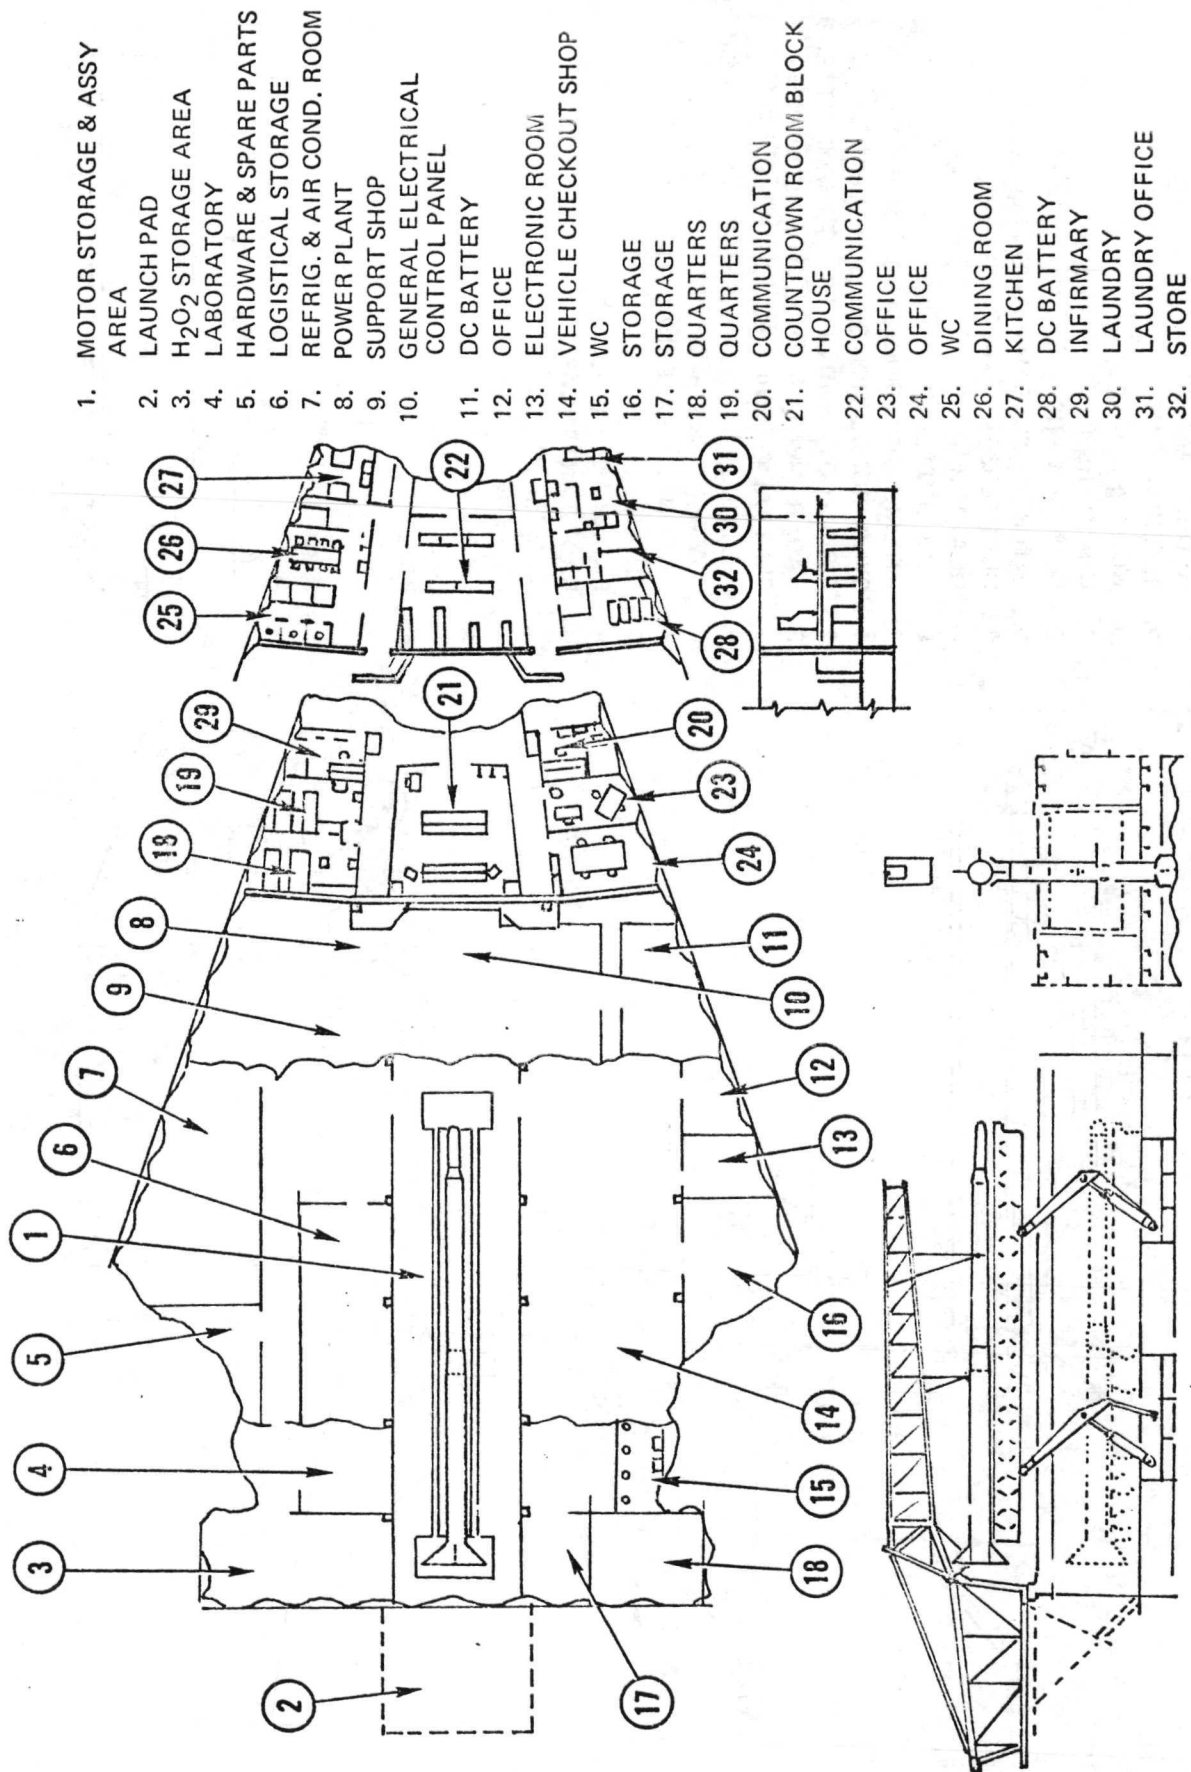 1. MOTOR STORAGE & ASSY
AREA
2. LAUNCH PAD
3. H₂O₂ STORAGE AREA
4. LABORATORY
5. HARDWARE & SPARE PARTS
6. LOGISTICAL STORAGE
7. REFRIG. & AIR COND. ROOM
8. POWER PLANT
9. SUPPORT SHOP
10. GENERAL ELECTRICAL
CONTROL PANEL
11. DC BATTERY
12. OFFICE
13. ELECTRONIC ROOM
14. VEHICLE CHECKOUT SHOP
15. WC
16. STORAGE
17. STORAGE
18. QUARTERS
19. QUARTERS
20. COMMUNICATION
21. COUNTDOWN ROOM BLOCK
HOUSE
22. COMMUNICATION
23. OFFICE
24. OFFICE
25. WC
26. DINING ROOM
27. KITCHEN
28. DC BATTERY
29. INFIRMARY
30. LAUNDRY
31. LAUNDRY OFFICE
32. STORE
3
4
5
1
6
7
9
8
18
19
29
25
26
27
2
21
22
17
18
15
14
16
13
12
10
11
24
23
20
28
32
30
31